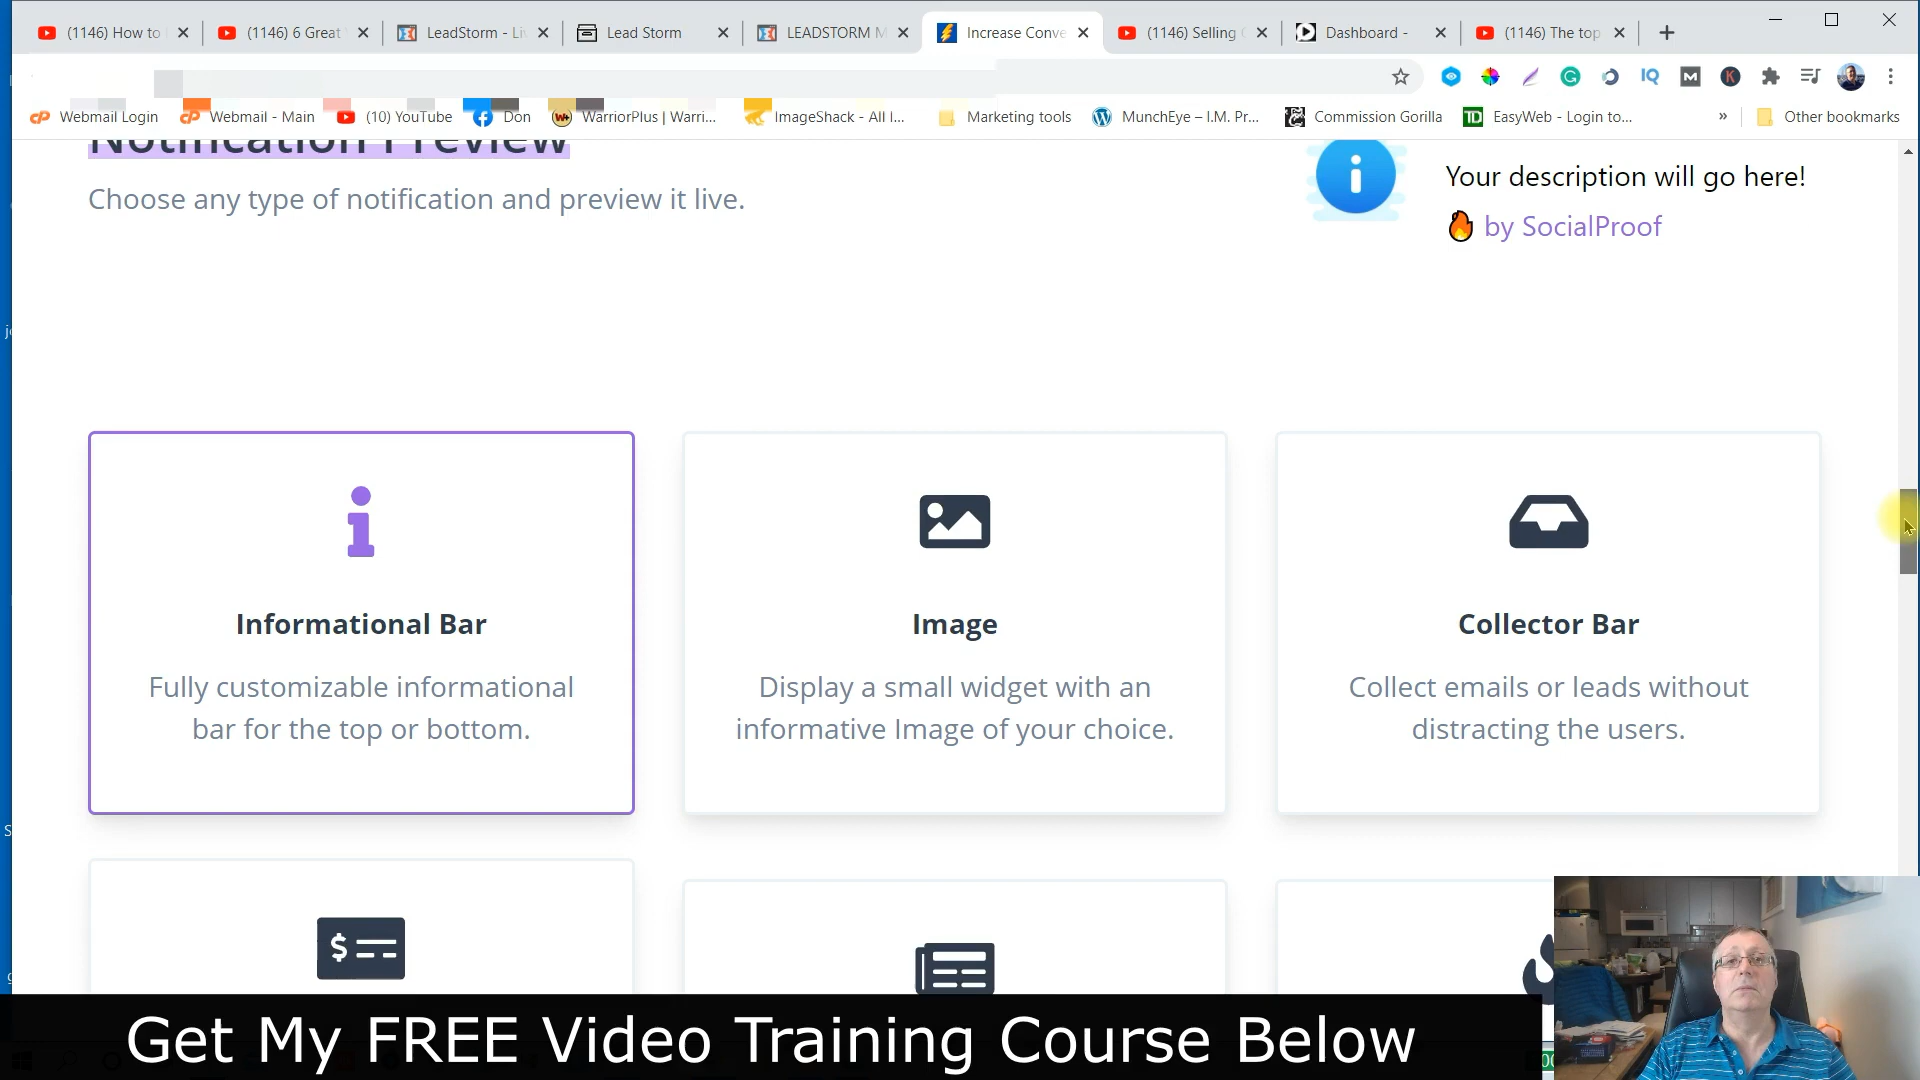 (1146) How to
(1146) 6 Great
LeadStorm - Li
Lead Storm
LEADSTORM M
Increase Conve
(1146) Selling
Dashboard -
(1146) The top
Webmail Login
Webmail - Main
(10) YouTube
Don
WarriorPlus | Warri...
ImageShack - All I...
Marketing tools
MunchEye – I.M. Pr...
Commission Gorilla
EasyWeb - Login to...
»
Other bookmarks
Notification Preview
Choose any type of notification and preview it live.
Your description will go here!
by SocialProof
Informational Bar
Fully customizable informational
bar for the top or bottom.
Image
Display a small widget with an
informative Image of your choice.
Collector Bar
Collect emails or leads without
distracting the users.
Get My FREE Video Training Course Below